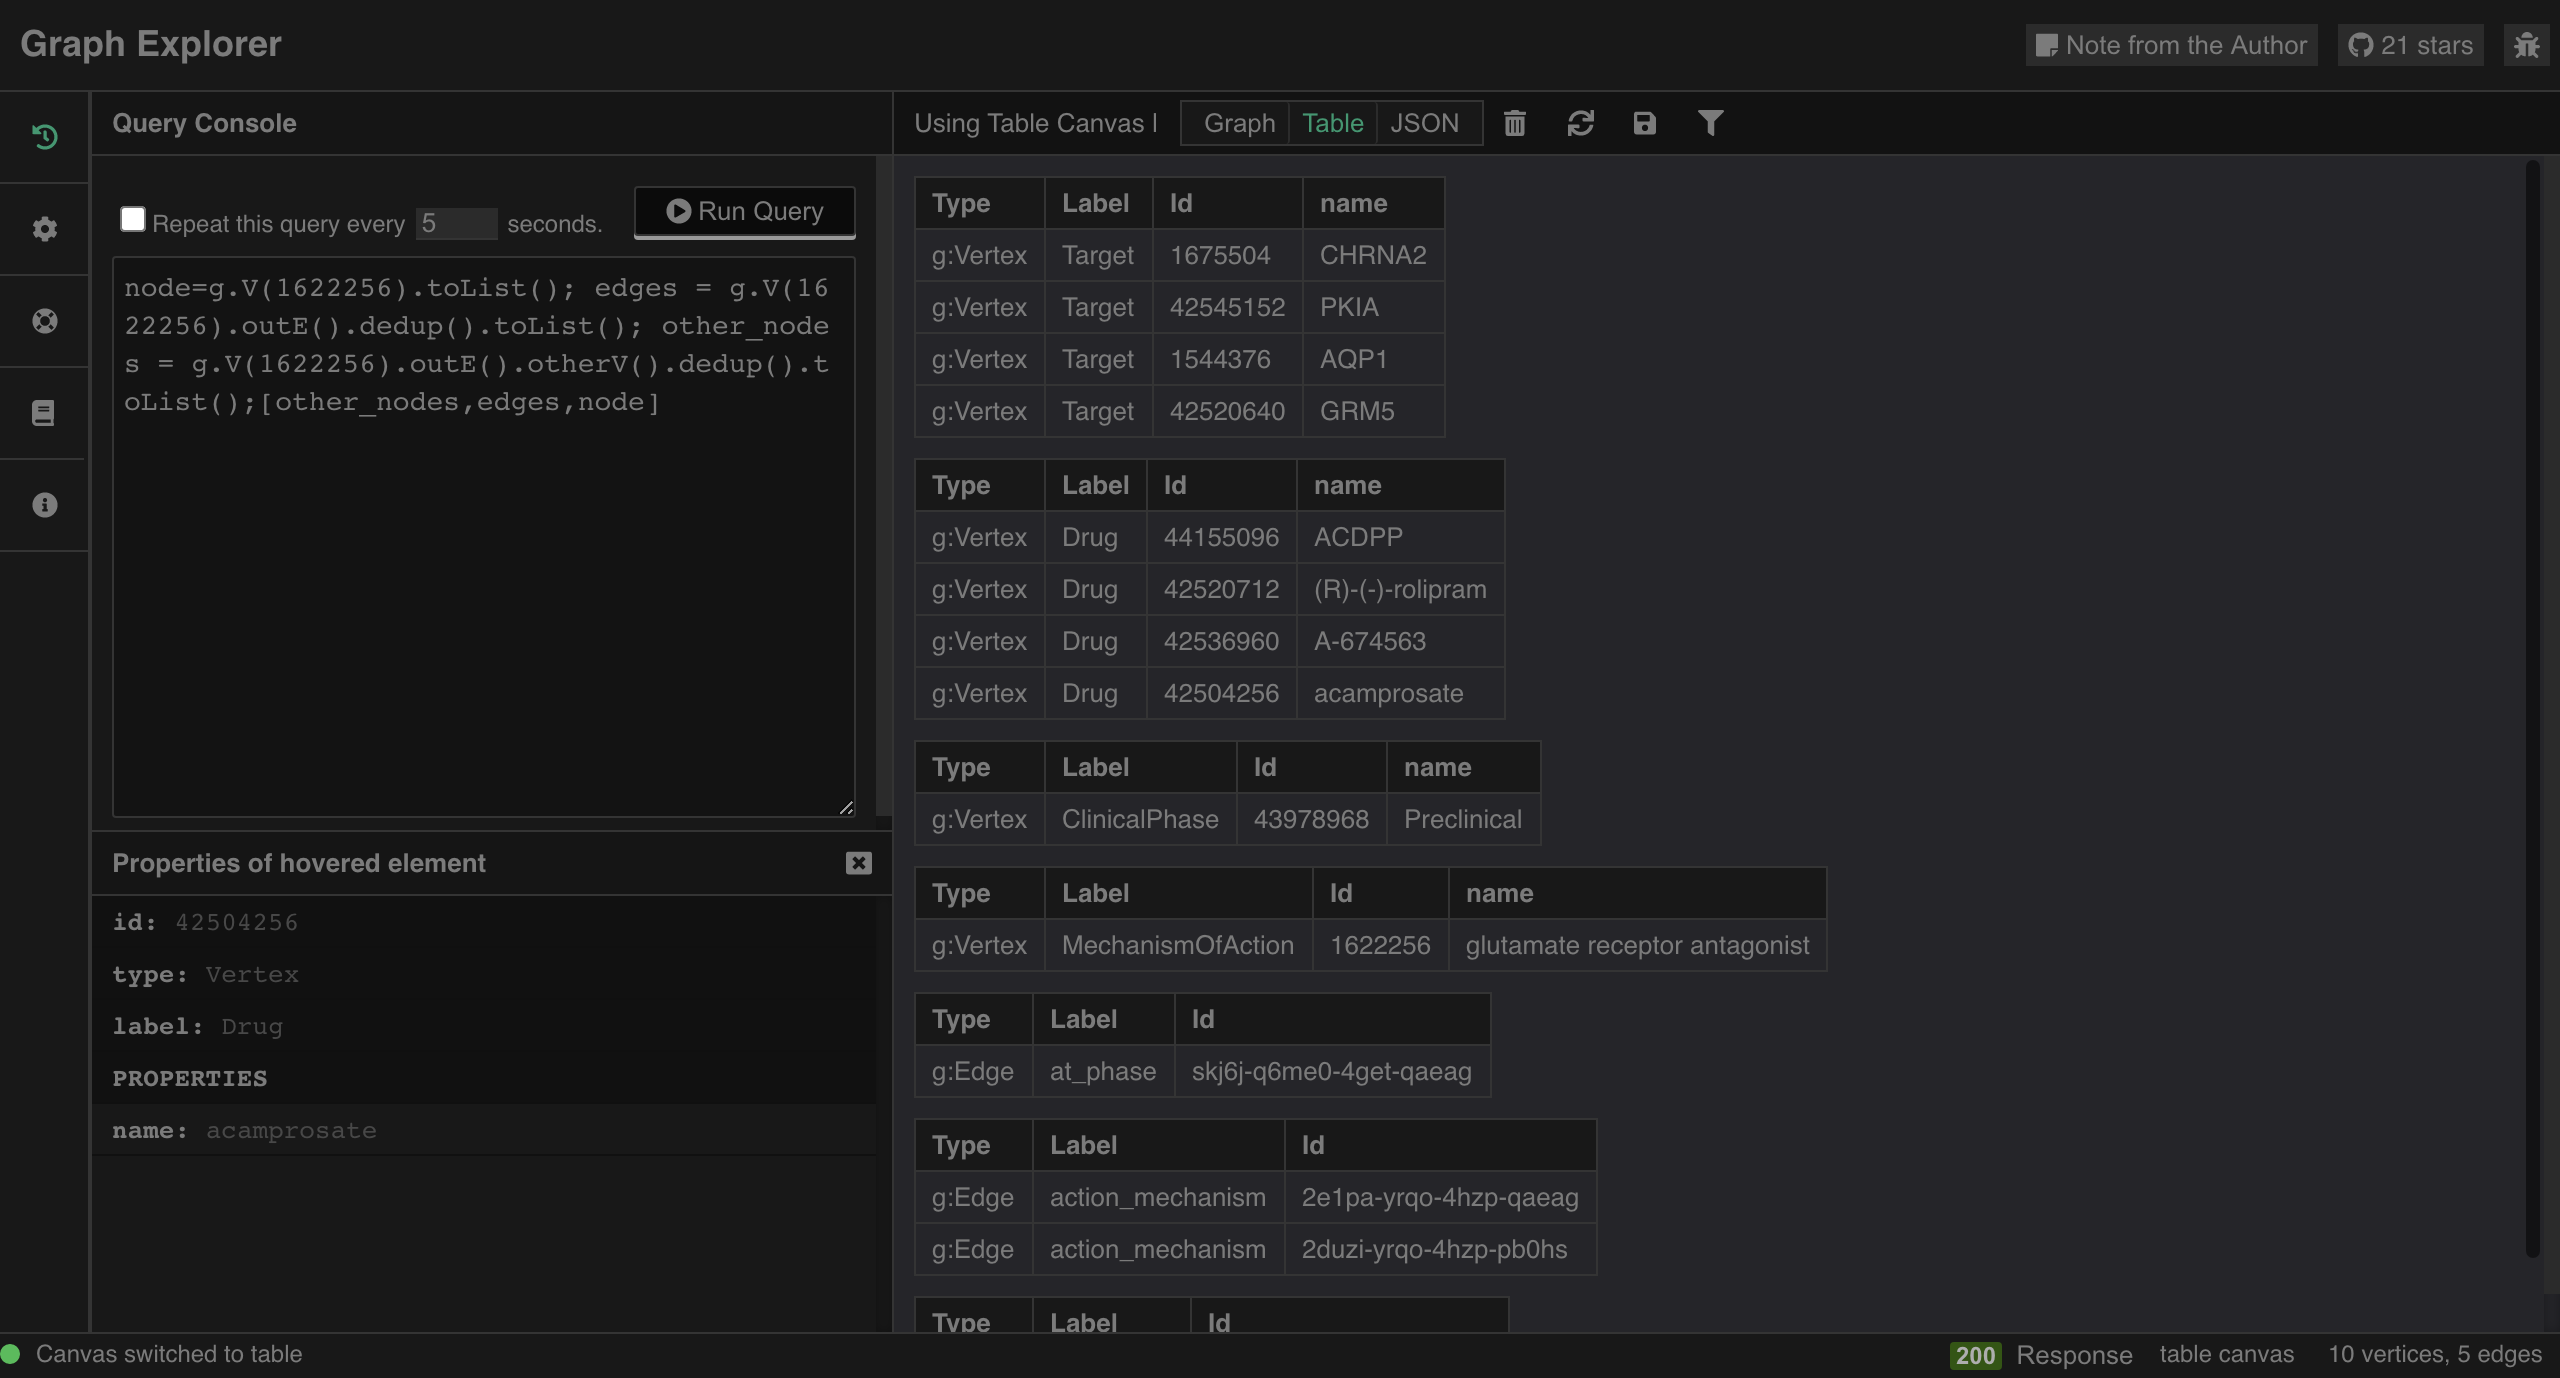 Graph Explorer
Note from the Author
21 stars
Query Console
Repeat this query every 5 seconds.
Run Query
node=g.V(1622256).toList(); edges = g.V(16
22256).outE().dedup().toList(); other_node
s = g.V(1622256).outE().otherV().dedup().t
oList();[other_nodes,edges,node]
Properties of hovered element
id: 42504256
type: Vertex
label: Drug
PROPERTIES
name: acamprosate
Using Table Canvas |
Graph Table JSON
Type Label Id name
g:Vertex Target 1675504 CHRNA2
g:Vertex Target 42545152 PKIA
g:Vertex Target 1544376 AQP1
g:Vertex Target 42520640 GRM5
Type Label Id name
g:Vertex Drug 44155096 ACDPP
g:Vertex Drug 42520712 (R)-(-)-rolipram
g:Vertex Drug 42536960 A-674563
g:Vertex Drug 42504256 acamprosate
Type Label Id name
g:Vertex ClinicalPhase 43978968 Preclinical
Type Label Id name
g:Vertex MechanismOfAction 1622256 glutamate receptor antagonist
Type Label Id
g:Edge at_phase skj6j-q6me0-4get-qaeag
Type Label Id
g:Edge action_mechanism 2e1pa-yrqo-4hzp-qaeag
g:Edge action_mechanism 2duzi-yrqo-4hzp-pb0hs
Type Label Id
Canvas switched to table
200 Response
table canvas
10 vertices, 5 edges